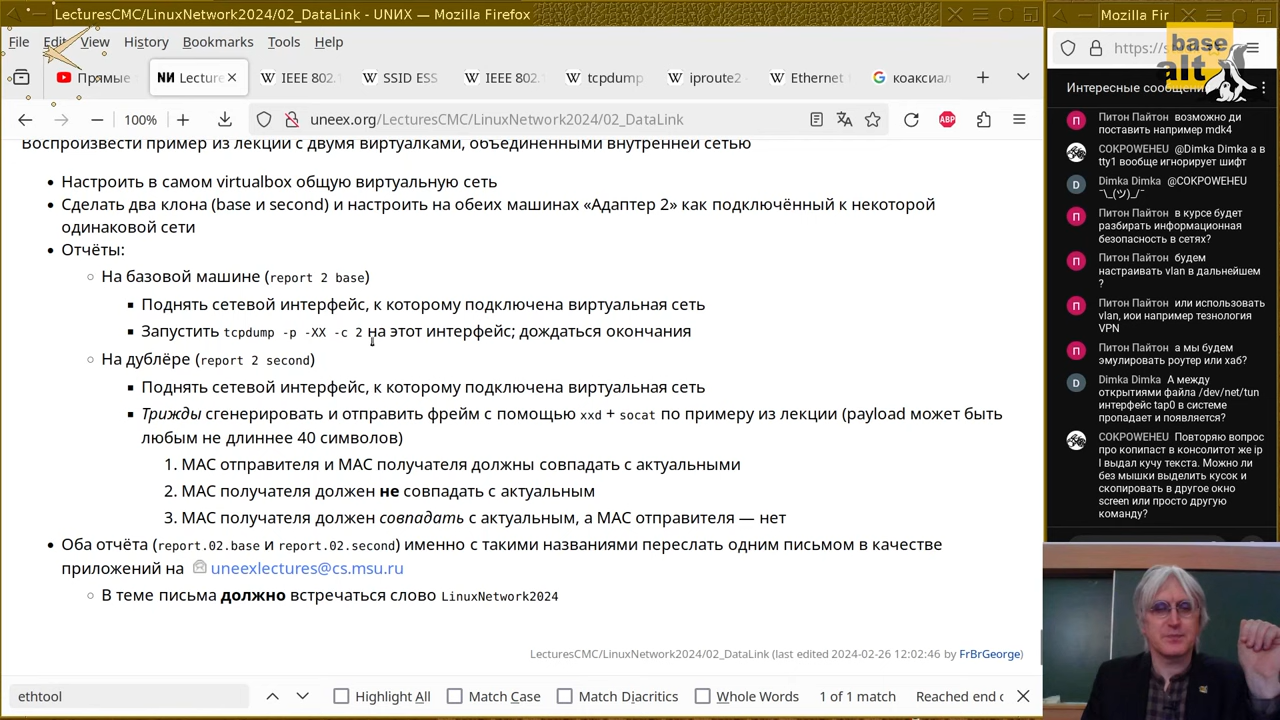 LecturesCMC/LinuxNetwork2024/02_DataLink - UNИX — Mozilla Firefox
File Edit View History Bookmarks Tools Help
Прямые
Lecture
IEEE 802.1
SSID ESS
IEEE 802.
tcpdump
iproute2 -
Ethernet
коаксиал
100%
uneex.org/LecturesCMC/LinuxNetwork2024/02_DataLink
ABP
Воспроизвести пример из лекции с двумя виртуалками, объединёнными внутренней сетью
Настроить в самом virtualbox общую виртуальную сеть
Сделать два клона (base и second) и настроить на обеих машинах «Адаптер 2» как подключённый к некоторой
одинаковой сети
Отчёты:
На базовой машине (report 2 base)
Поднять сетевой интерфейс, к которому подключена виртуальная сеть
Запустить tcpdump -p -XX -c 2 на этот интерфейс; дождаться окончания
На дублёре (report 2 second)
Поднять сетевой интерфейс, к которому подключена виртуальная сеть
Трижды сгенерировать и отправить фрейм с помощью xxd + socat по примеру из лекции (payload может быть
любым не длиннее 40 символов)
1. MAC отправителя и MAC получателя должны совпадать с актуальными
2. MAC получателя должен не совпадать с актуальным
3. MAC получателя должен совпадать с актуальным, а MAC отправителя — нет
Оба отчёта (report.02.base и report.02.second) именно с такими названиями переслать одним письмом в качестве
приложений на uneexlectures@cs.msu.ru
В теме письма должно встречаться слово LinuxNetwork2024
LecturesCMC/LinuxNetwork2024/02_DataLink (last edited 2024-02-26 12:02:46 by FrBrGeorge)
ethtool
Highlight All Match Case Match Diacritics Whole Words 1 of 1 match Reached end o
Mozilla Fir
https://s
base
alt
Интересные сообщени
Питон Пайтон возможно ди
поставить например mdk4
COKPOWEHEU @Dimka Dimka а в
tty1 вообще игнорирует шифт
Dimka Dimka @COKPOWEHEU
¯\_(ツ)_/¯
Питон Пайтон в курсе будет
разбирать информационная
безопасность в сетях?
Питон Пайтон будем
настраивать vlan в дальнейшем
?
Питон Пайтон или использовать
vlan, иои например технология
VPN
Питон Пайтон а мы будем
эмулировать роутер или хаб?
Dimka Dimka А между
открытиями файла /dev/net/tun
интерфейс tap0 в системе
пропадает и появляется?
COKPOWEHEU Повторяю вопрос
про копипаст в консолитот же ip
l выдал кучу текста. Можно ли
без мышки выделить кусок и
скопировать в другое окно
screen или просто другую
команду?